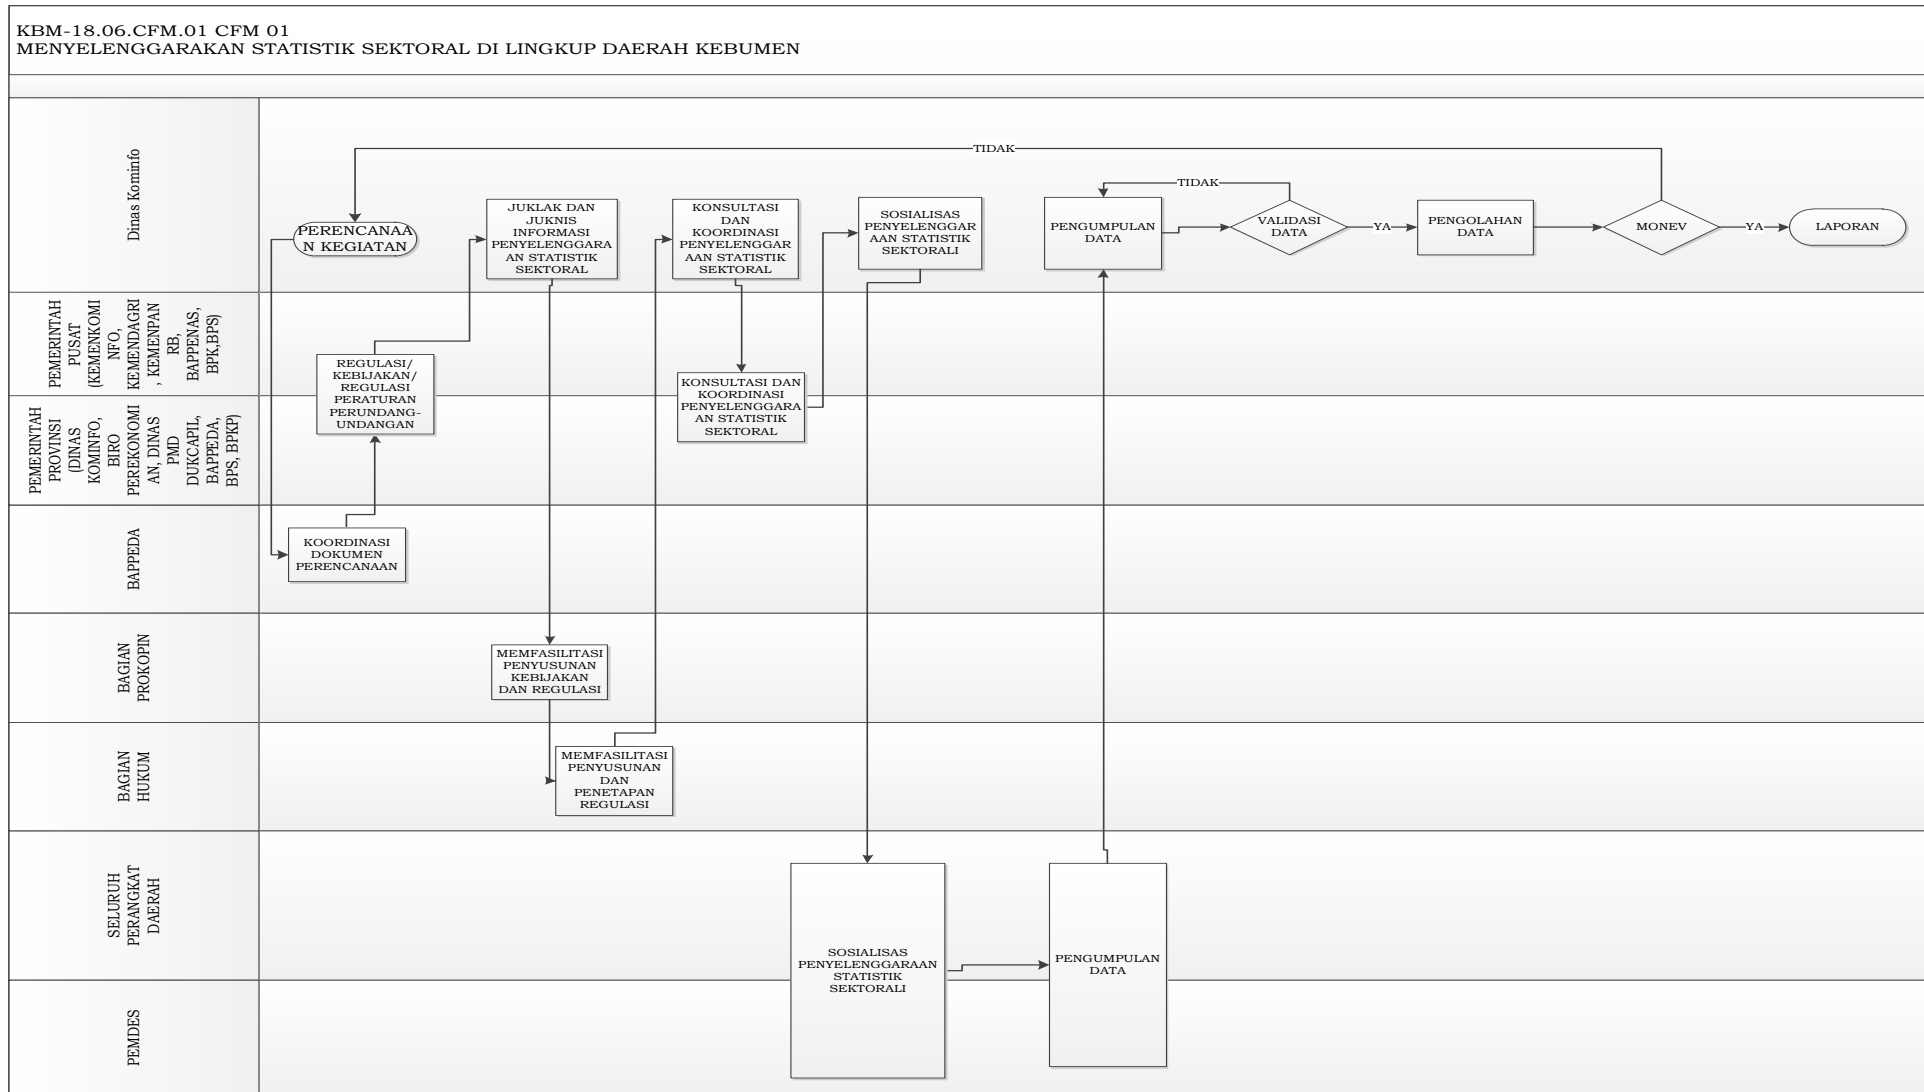 KBM-18.06.CFM.01 CFM 01
MENYELENGGARAKAN STATISTIK SEKTORAL DI LINGKUP DAERAH KEBUMEN
Dinas Kominfo
TIDAK
PERENCANAA
N KEGIATAN
JUKLAK DAN
JUKNIS
INFORMASI
PENYELENGGARA
AN STATISTIK
SEKTORAL
KONSULTASI
DAN
KOORDINASI
PENYELENGGAR
AAN STATISTIK
SEKTORAL
SOSIALISAS
PENYELENGGAR
AAN STATISTIK
SEKTORALI
PENGUMPULAN
DATA
TIDAK
VALIDASI
DATA
YA
PENGOLAHAN
DATA
MONEV
YA
LAPORAN
PEMERINTAH
PUSAT
(KEMENKOMI
NFO,
KEMENDAGRI
, KEMENPAN
RB,
BAPPENAS,
BPK,BPS)
REGULASI/
KEBIJAKAN/
REGULASI
PERATURAN
PERUNDANG-
UNDANGAN
KONSULTASI DAN
KOORDINASI
PENYELENGGARA
AN STATISTIK
SEKTORAL
PEMERINTAH
PROVINSI
(DINAS
KOMINFO,
BIRO
PEREKONOMI
AN, DINAS
PMD
DUKCAPIL,
BAPPEDA,
BPS, BPKP)
BAPPEDA
KOORDINASI
DOKUMEN
PERENCANAAN
BAGIAN
PROKOPIN
MEMFASILITASI
PENYUSUNAN
KEBIJAKAN
DAN REGULASI
BAGIAN
HUKUM
MEMFASILITASI
PENYUSUNAN
DAN
PENETAPAN
REGULASI
SELURUH
PERANGKAT
DAERAH
SOSIALISAS
PENYELENGGARAAN
STATISTIK
SEKTORALI
PENGUMPULAN
DATA
PEMDES